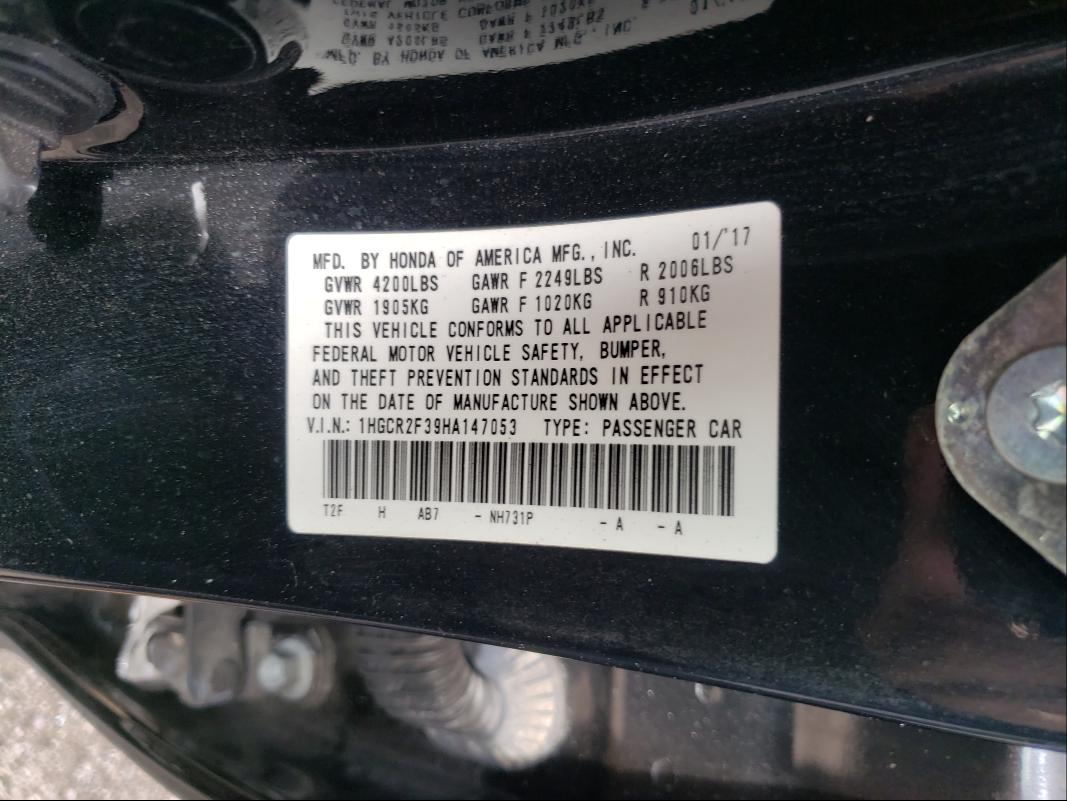 MFD. BY HONDA OF AMERICA MFG., INC. 01/'17
GVWR 4200LBS GAWR F 2249LBS R 2006LBS
GVWR 1905KG GAWR F 1020KG R 910KG
THIS VEHICLE CONFORMS TO ALL APPLICABLE
FEDERAL MOTOR VEHICLE SAFETY, BUMPER,
AND THEFT PREVENTION STANDARDS IN EFFECT
ON THE DATE OF MANUFACTURE SHOWN ABOVE.
V.I.N.: 1HGCR2F39HA147053 TYPE: PASSENGER CAR
T2F H AB7 - NH731P - A - A